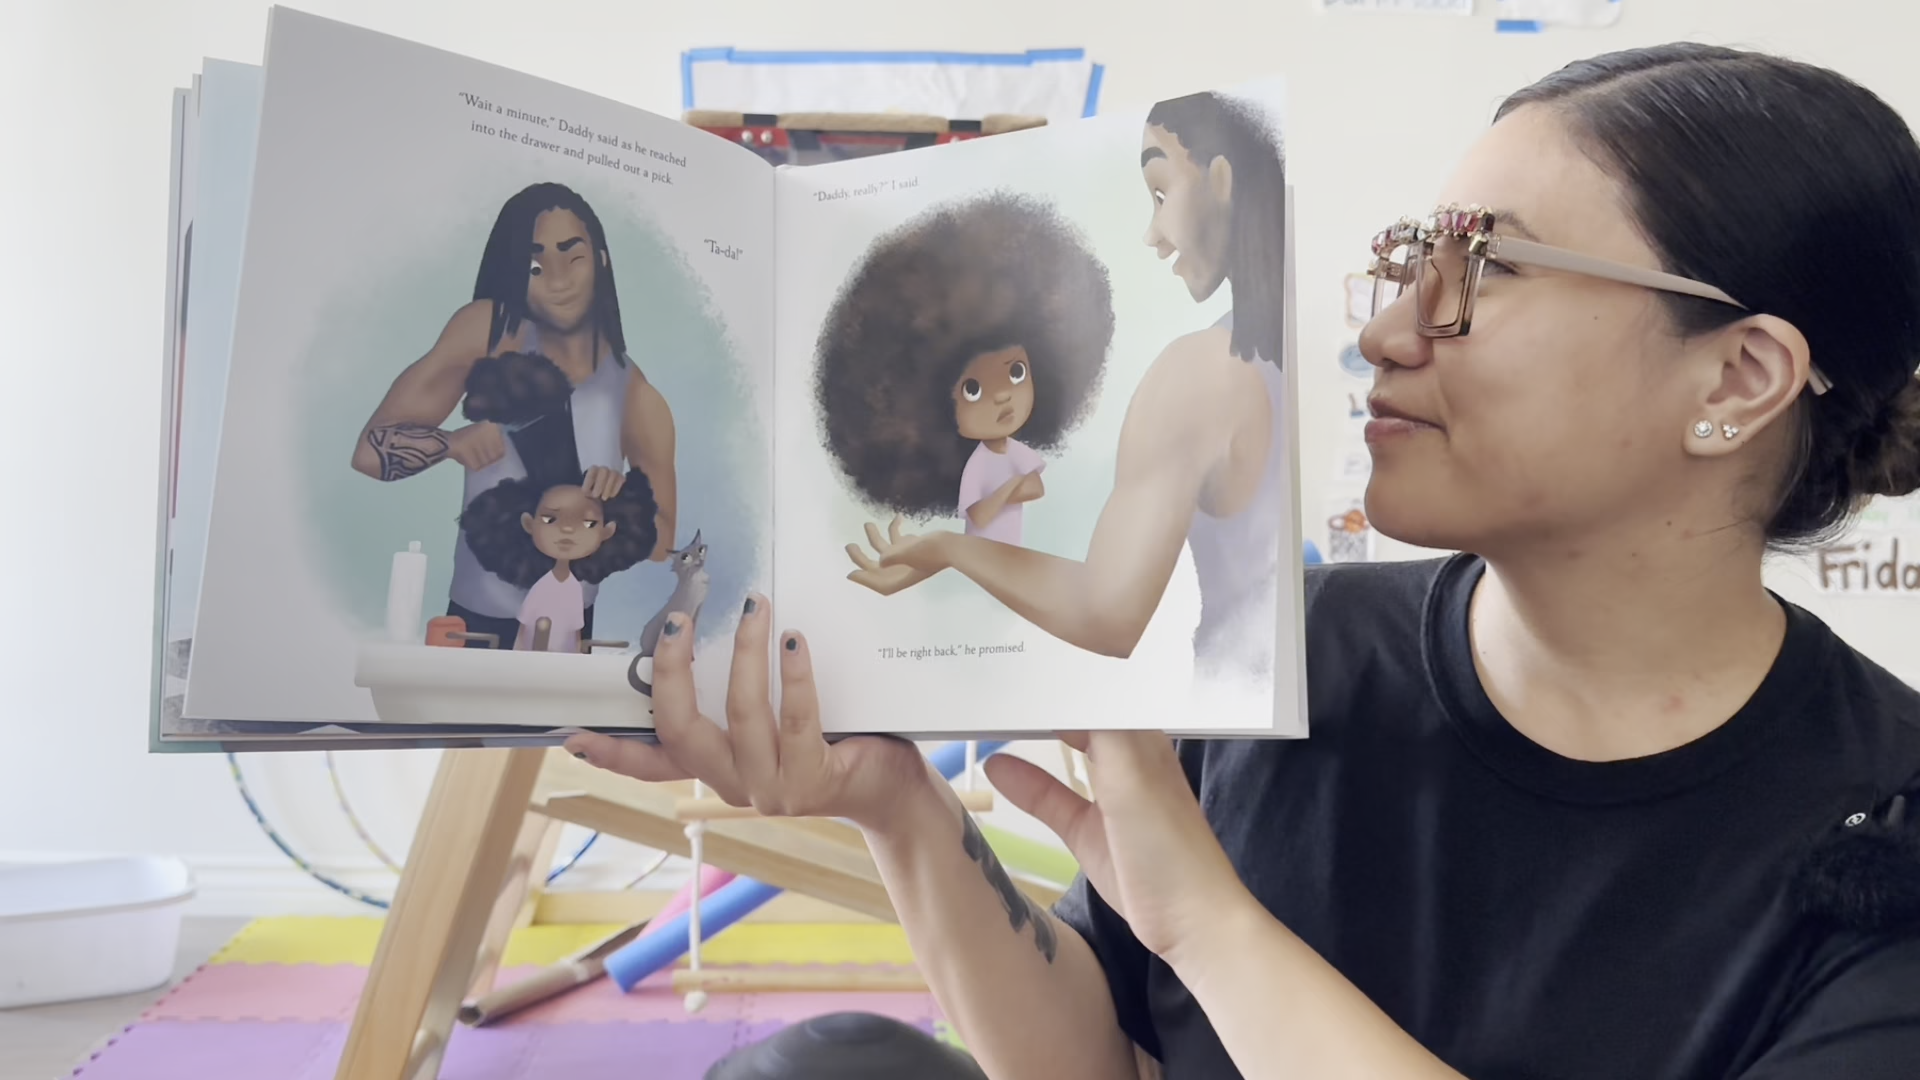 "Wait a minute," Daddy said as he reached
into the drawer and pulled out a pick.
"Ta-da!"
"Daddy, really?" I said.
"I'll be right back," he promised.
Frida